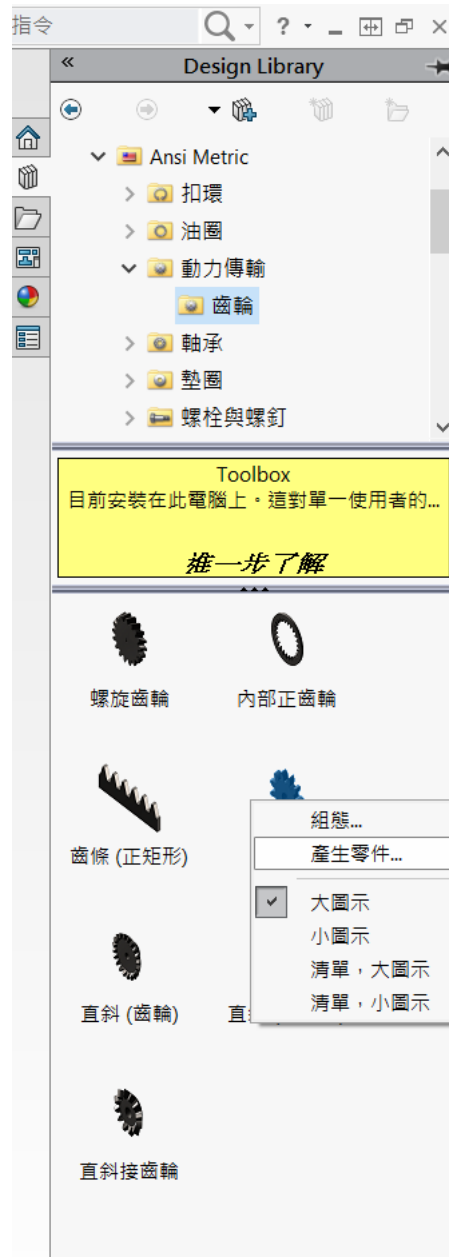 指令
?
Design Library
Ansi Metric
扣環
油圈
動力傳輸
齒輪
軸承
墊圈
螺栓與螺釘
Toolbox
目前安裝在此電腦上。這對單一使用者的...
進一步了解
螺旋齒輪
內部正齒輪
齒條 (正矩形)
組態...
產生零件...
大圖示
小圖示
清單，大圖示
清單，小圖示
直斜 (齒輪)
直
直斜接齒輪